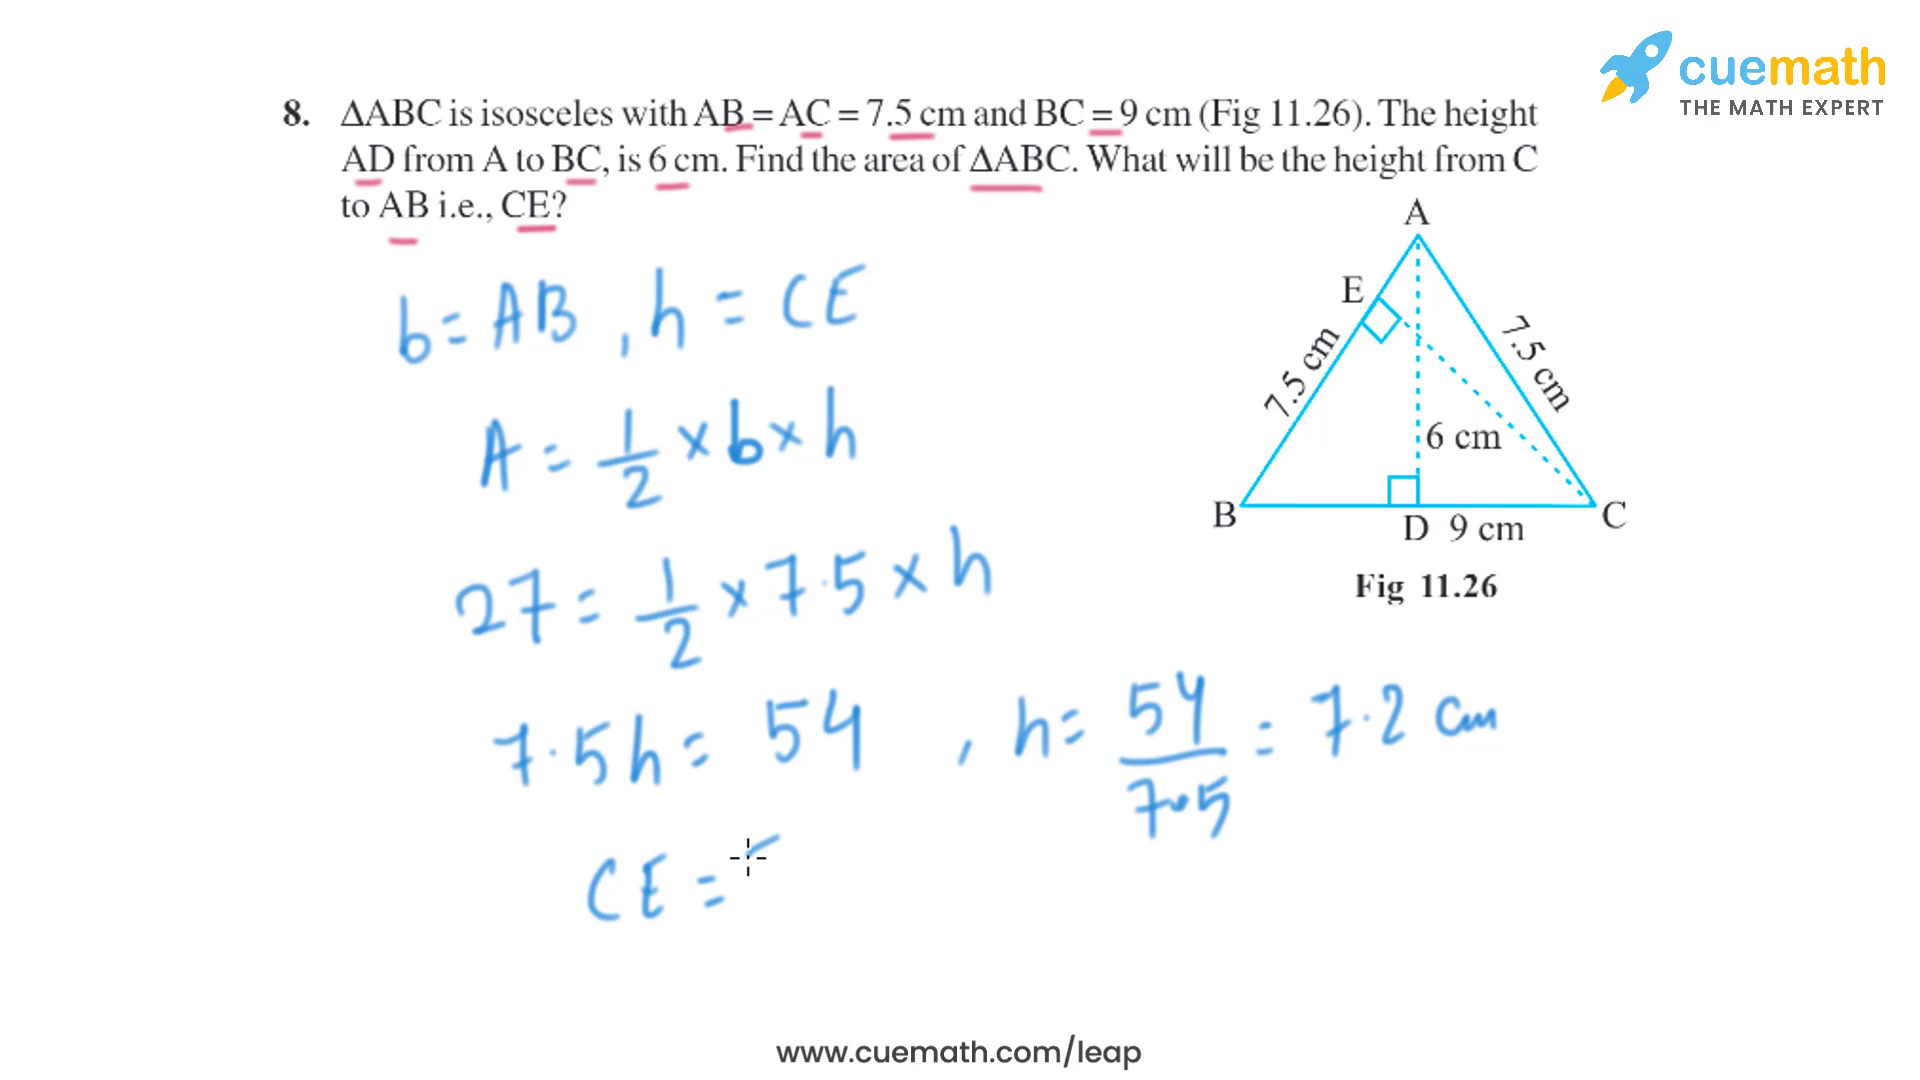 cuemath
THE MATH EXPERT
8. ΔABC is isosceles with AB = AC = 7.5 cm and BC = 9 cm (Fig 11.26). The height
AD from A to BC, is 6 cm. Find the area of ΔABC. What will be the height from C
to AB i.e., CE?
A
E
7.5 cm
7.5 cm
6 cm
B
D 9 cm
C
Fig 11.26
b = AB , h = CE
A = 1/2 × b × h
27 = 1/2 × 7.5 × h
7.5h = 54 , h = 54/7.5 = 7.2 cm
CE =
www.cuemath.com/leap